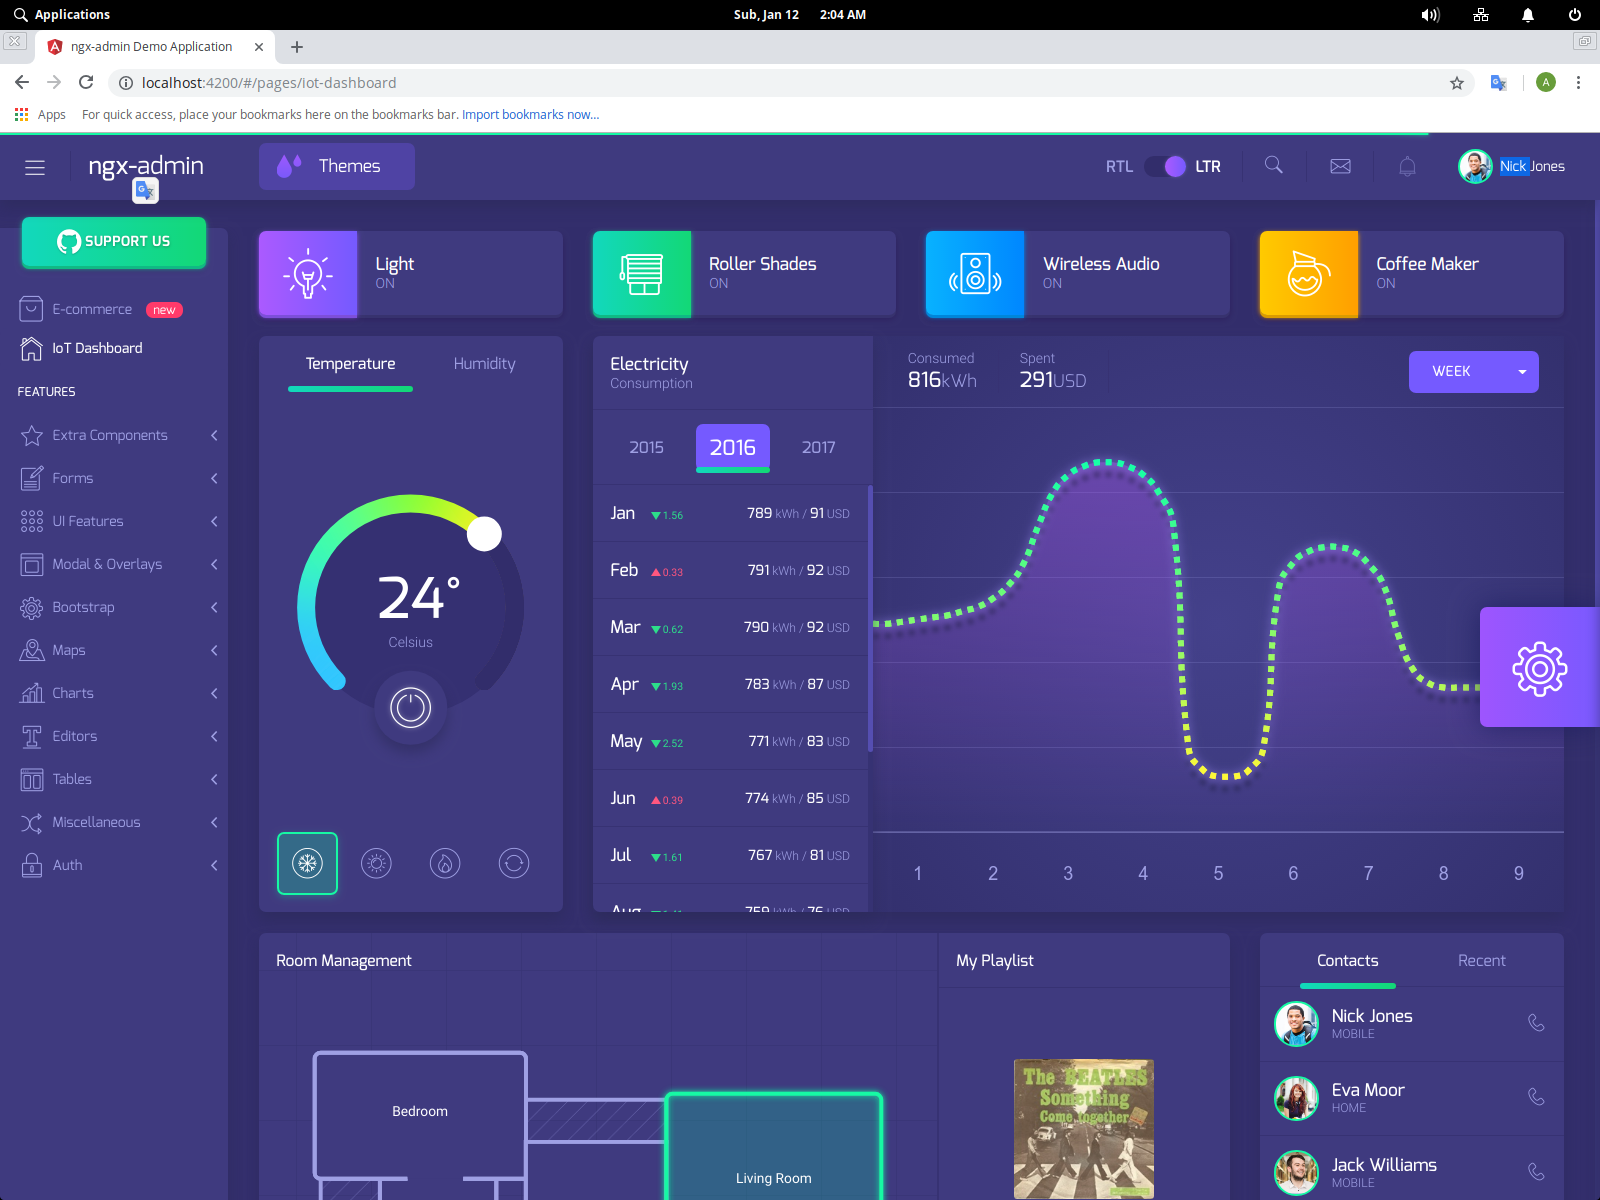 Applications
Sub, Jan 12 2:04 AM
ngx-admin Demo Application
localhost:4200/#/pages/iot-dashboard
A
Apps For quick access, place your bookmarks here on the bookmarks bar. Import bookmarks now...
ngx-admin
Themes
RTL LTR
Nick Jones
SUPPORT US
E-commerce new
IoT Dashboard
FEATURES
Extra Components
Forms
UI Features
Modal & Overlays
Bootstrap
Maps
Charts
Editors
Tables
Miscellaneous
Auth
Light
ON
Roller Shades
ON
Wireless Audio
ON
Coffee Maker
ON
Temperature Humidity
24°
Celsius
Electricity
Consumption
2015 2016 2017
Jan 1.56 789 kWh / 91 USD
Feb 0.33 791 kWh / 92 USD
Mar 0.62 790 kWh / 92 USD
Apr 1.93 783 kWh / 87 USD
May 2.52 771 kWh / 83 USD
Jun 0.39 774 kWh / 85 USD
Jul 1.61 767 kWh / 81 USD
Consumed
816kWh
Spent
291USD
WEEK
1 2 3 4 5 6 7 8 9
Room Management
Bedroom
Living Room
My Playlist
The BEATLES
Something
Come together
Contacts Recent
Nick Jones
MOBILE
Eva Moor
HOME
Jack Williams
MOBILE